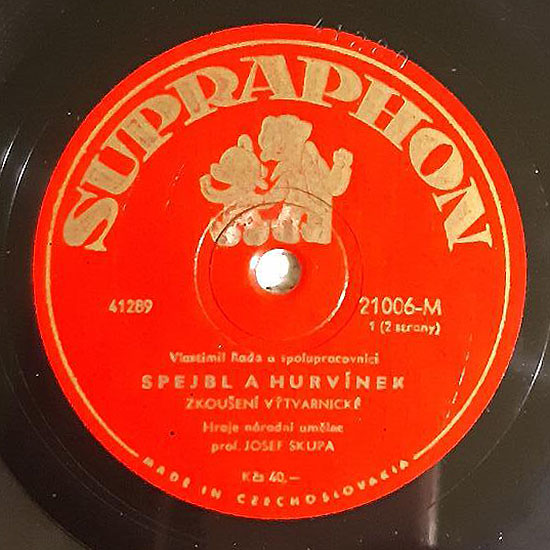 SUPRAPHON
41289
21006-M
1 (2 strany)
Vlastimil Rada a spolupracovníci
SPEJBL A HURVÍNEK
ZKOUŠENÍ VÝTVARNICKÉ
Hraje národní umělec
prof. JOSEF SKUPA
Kčs 40,—
MADE IN CZECHOSLOVAKIA